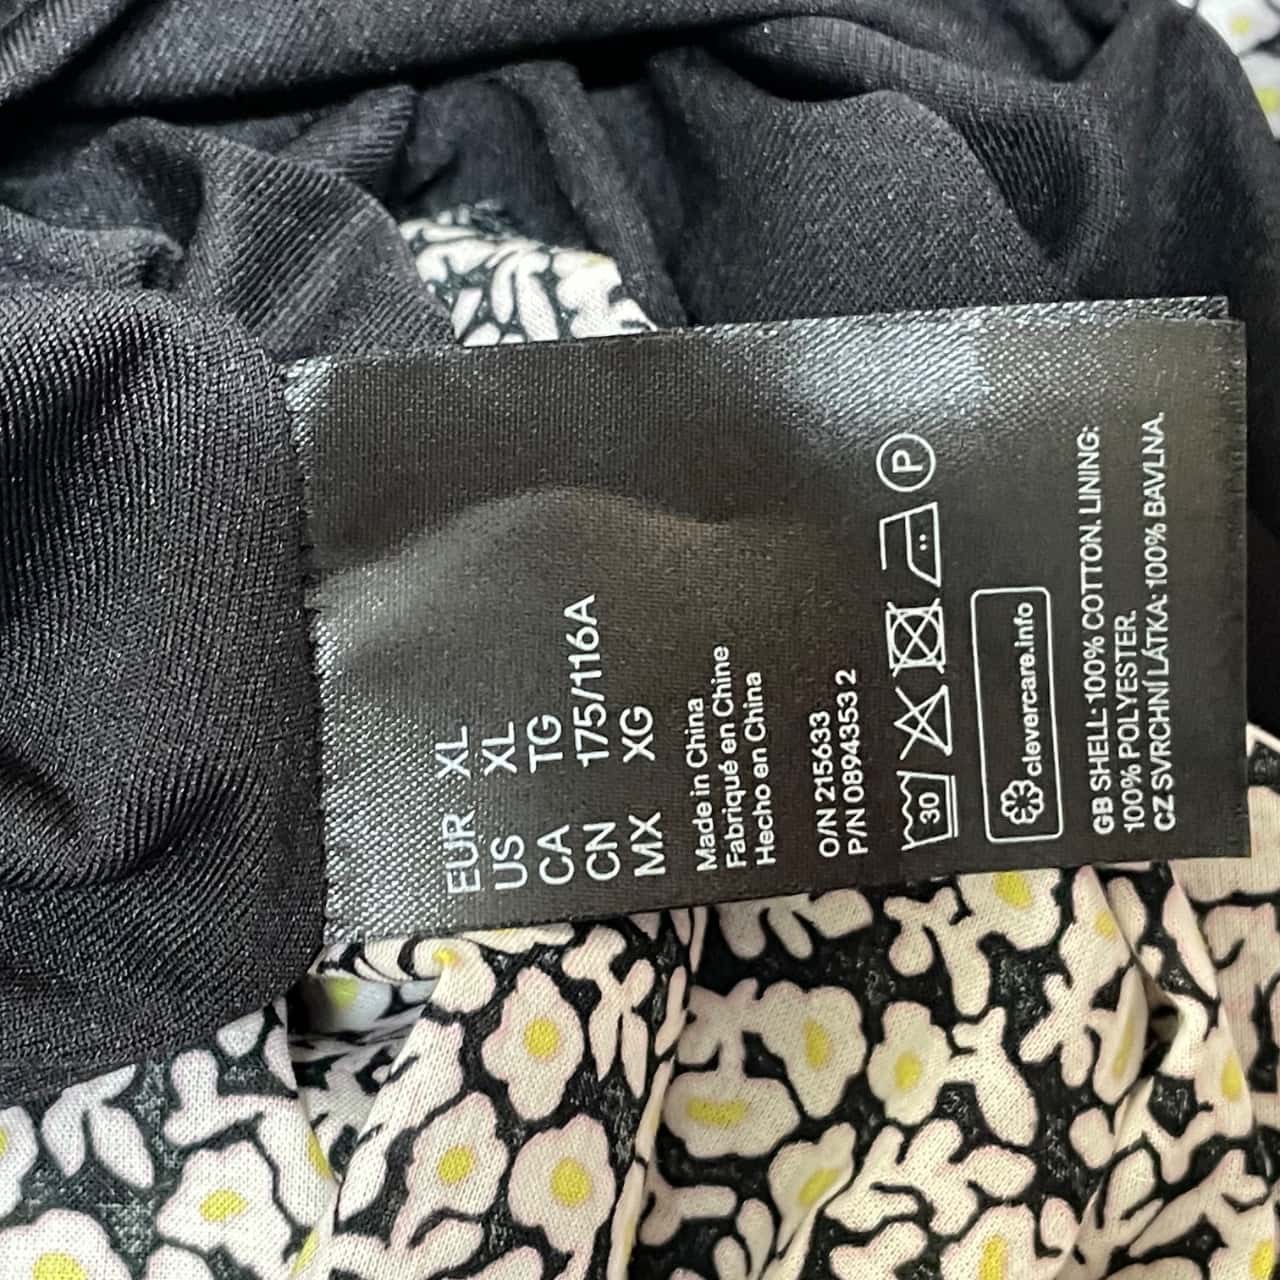 EUR XL
US XL
CA TG
CN 175/116A
MX XG
Made in China
Fabriqué en Chine
Hecho en China
O/N 215633
P/N 0894353 2
30
P
clevercare.info
GB SHELL: 100% COTTON. LINING:
100% POLYESTER.
CZ SVRCHNÍ LÁTKA: 100% BAVLNA.